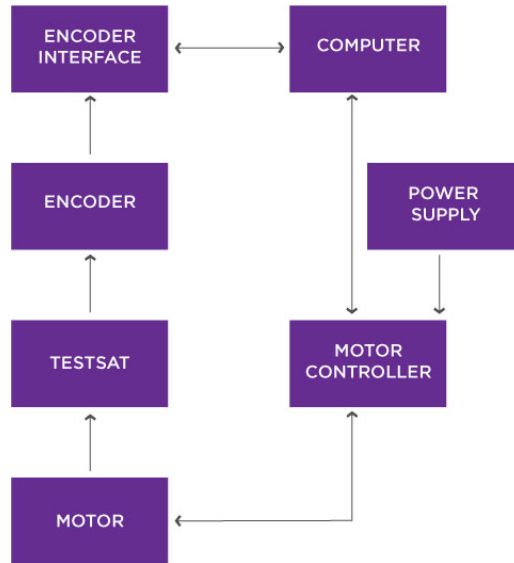 ENCODER
INTERFACE
COMPUTER
ENCODER
POWER
SUPPLY
TESTSAT
MOTOR
CONTROLLER
MOTOR